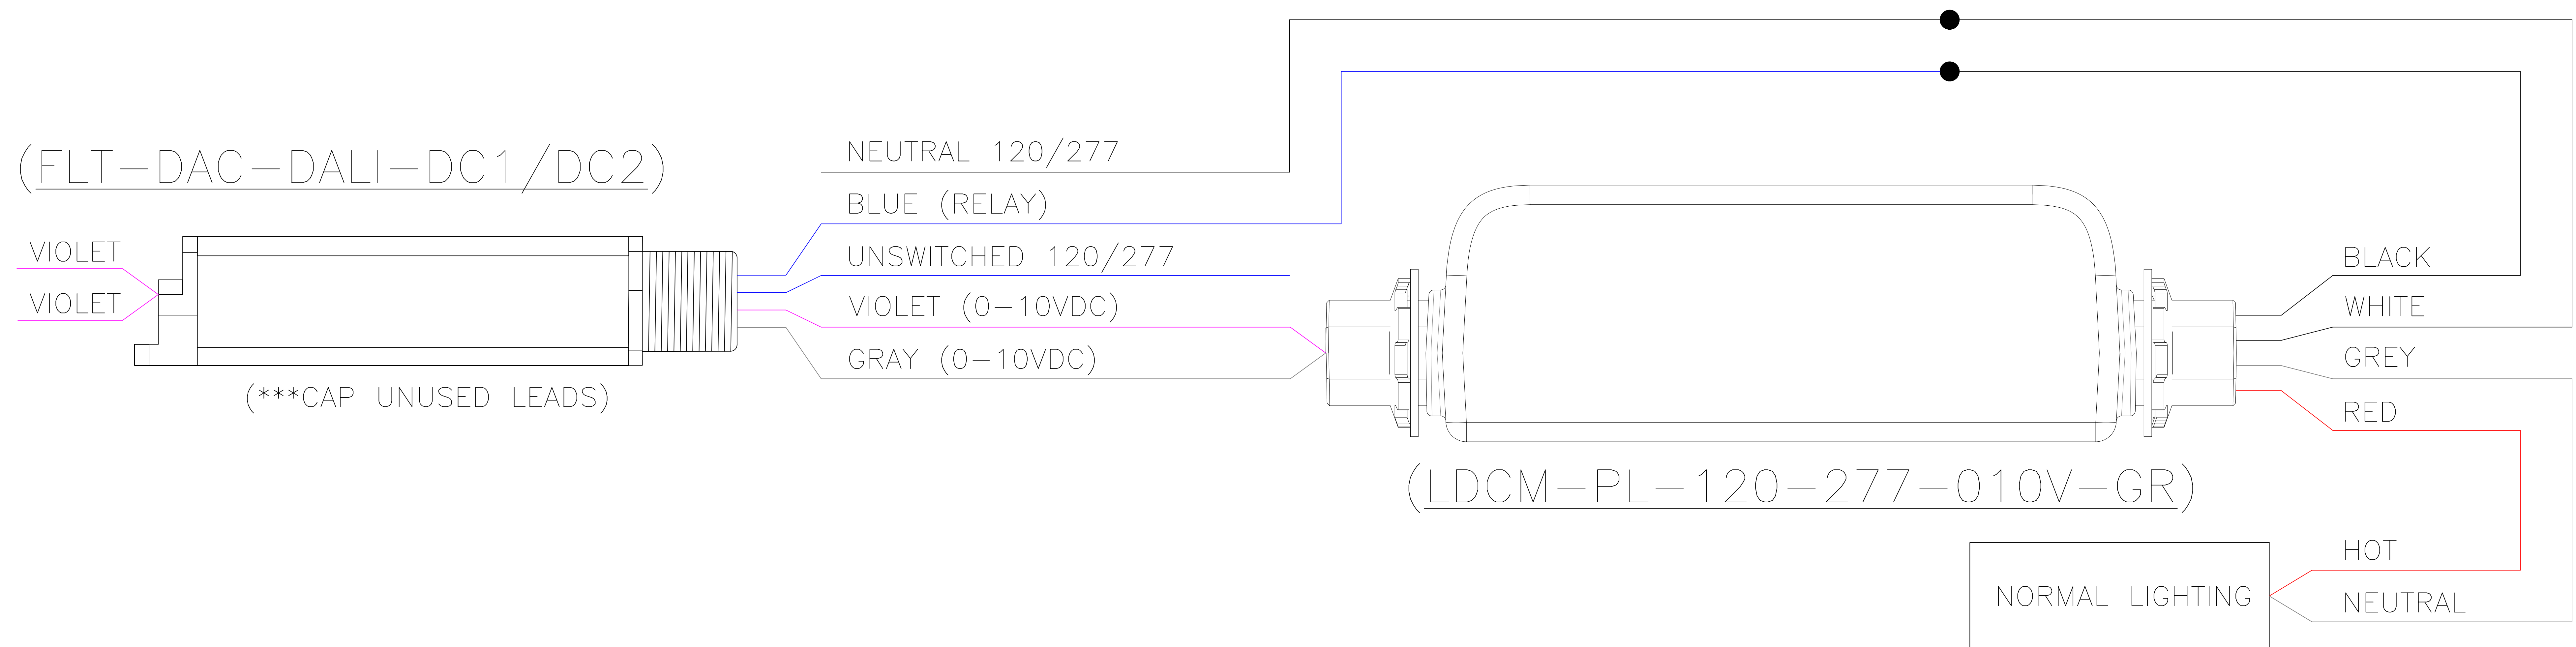 (FLT-DAC-DALI-DC1/DC2)
VIOLET
VIOLET
(***CAP UNUSED LEADS)
NEUTRAL 120/277
BLUE (RELAY)
UNSWITCHED 120/277
VIOLET (0-10VDC)
GRAY (0-10VDC)
(LDCM-PL-120-277-010V-GR)
BLACK
WHITE
GREY
RED
HOT
NEUTRAL
NORMAL LIGHTING